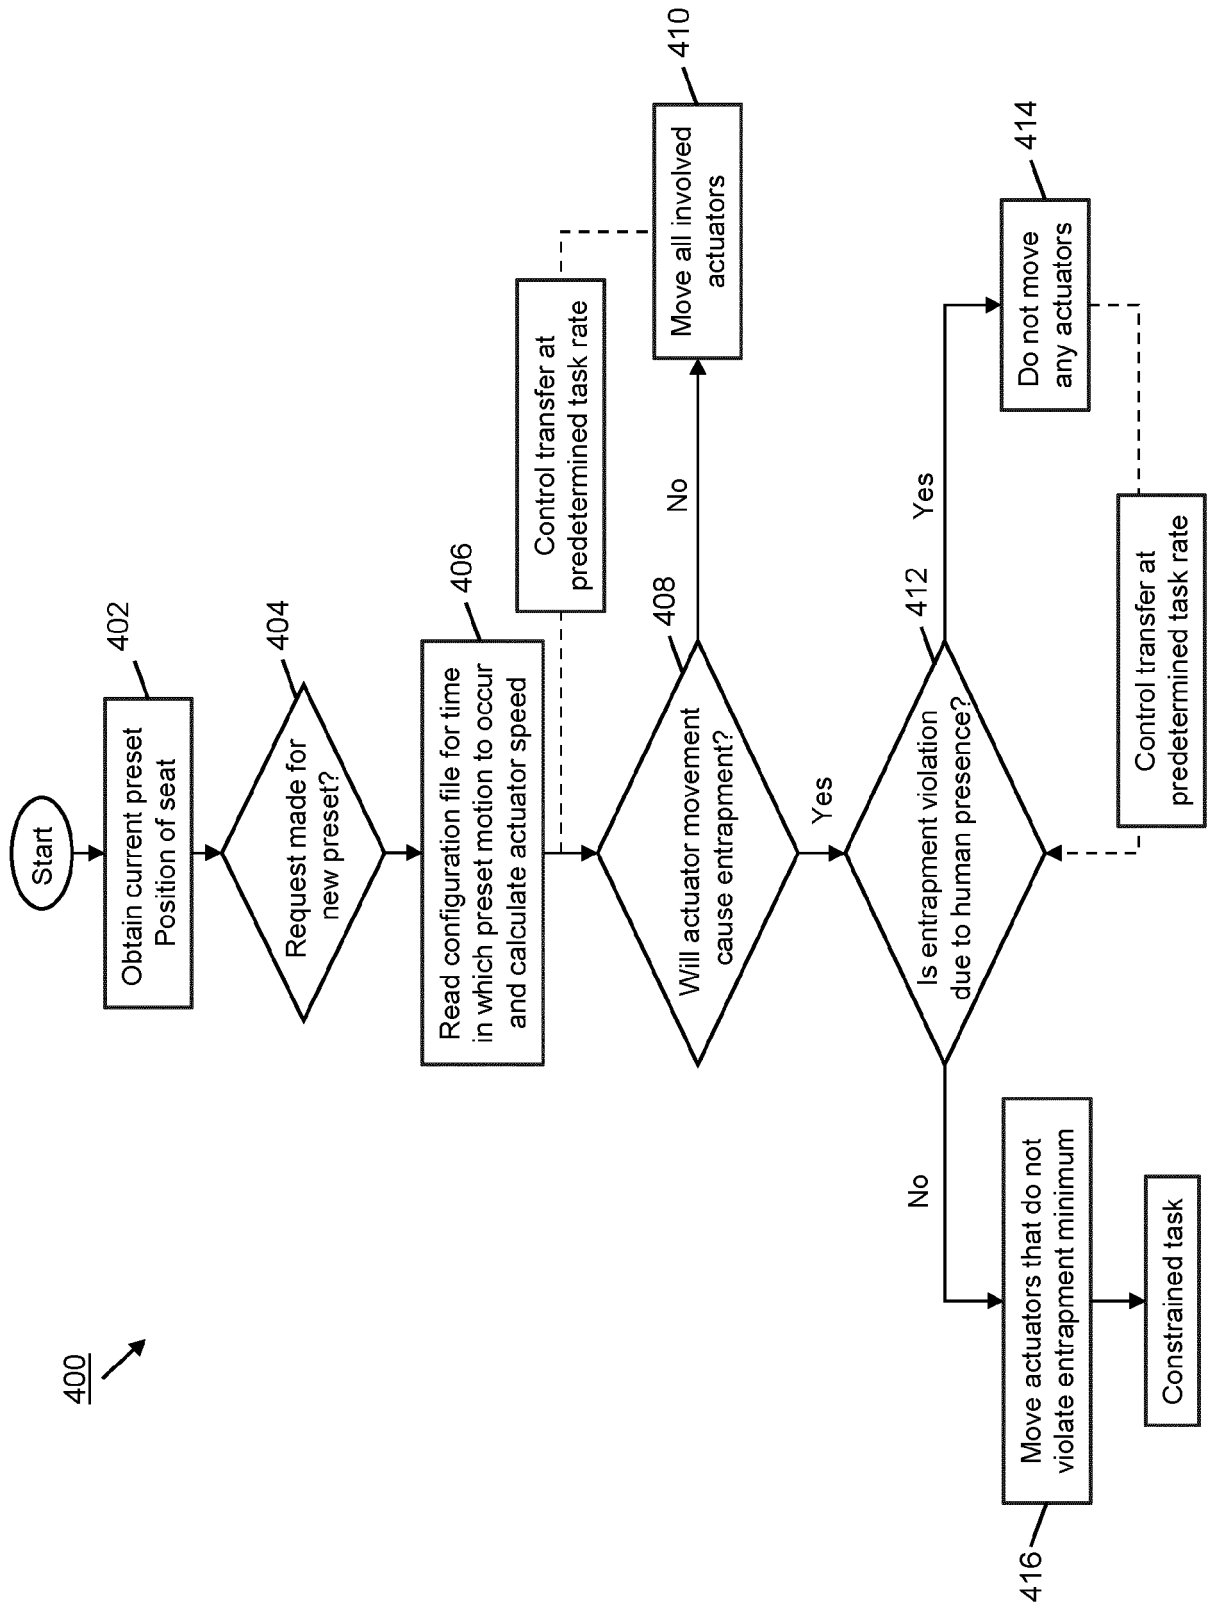 400
Start
Obtain current preset
Position of seat
402
Request made for
new preset?
404
Read configuration file for time
in which preset motion to occur
and calculate actuator speed
406
Control transfer at
predetermined task rate
Will actuator movement
cause entrapment?
408
No
Move all involved
actuators
410
Yes
Is entrapment violation
due to human presence?
412
Yes
Do not move
any actuators
414
Control transfer at
predetermined task rate
No
Move actuators that do not
violate entrapment minimum
416
Constrained task